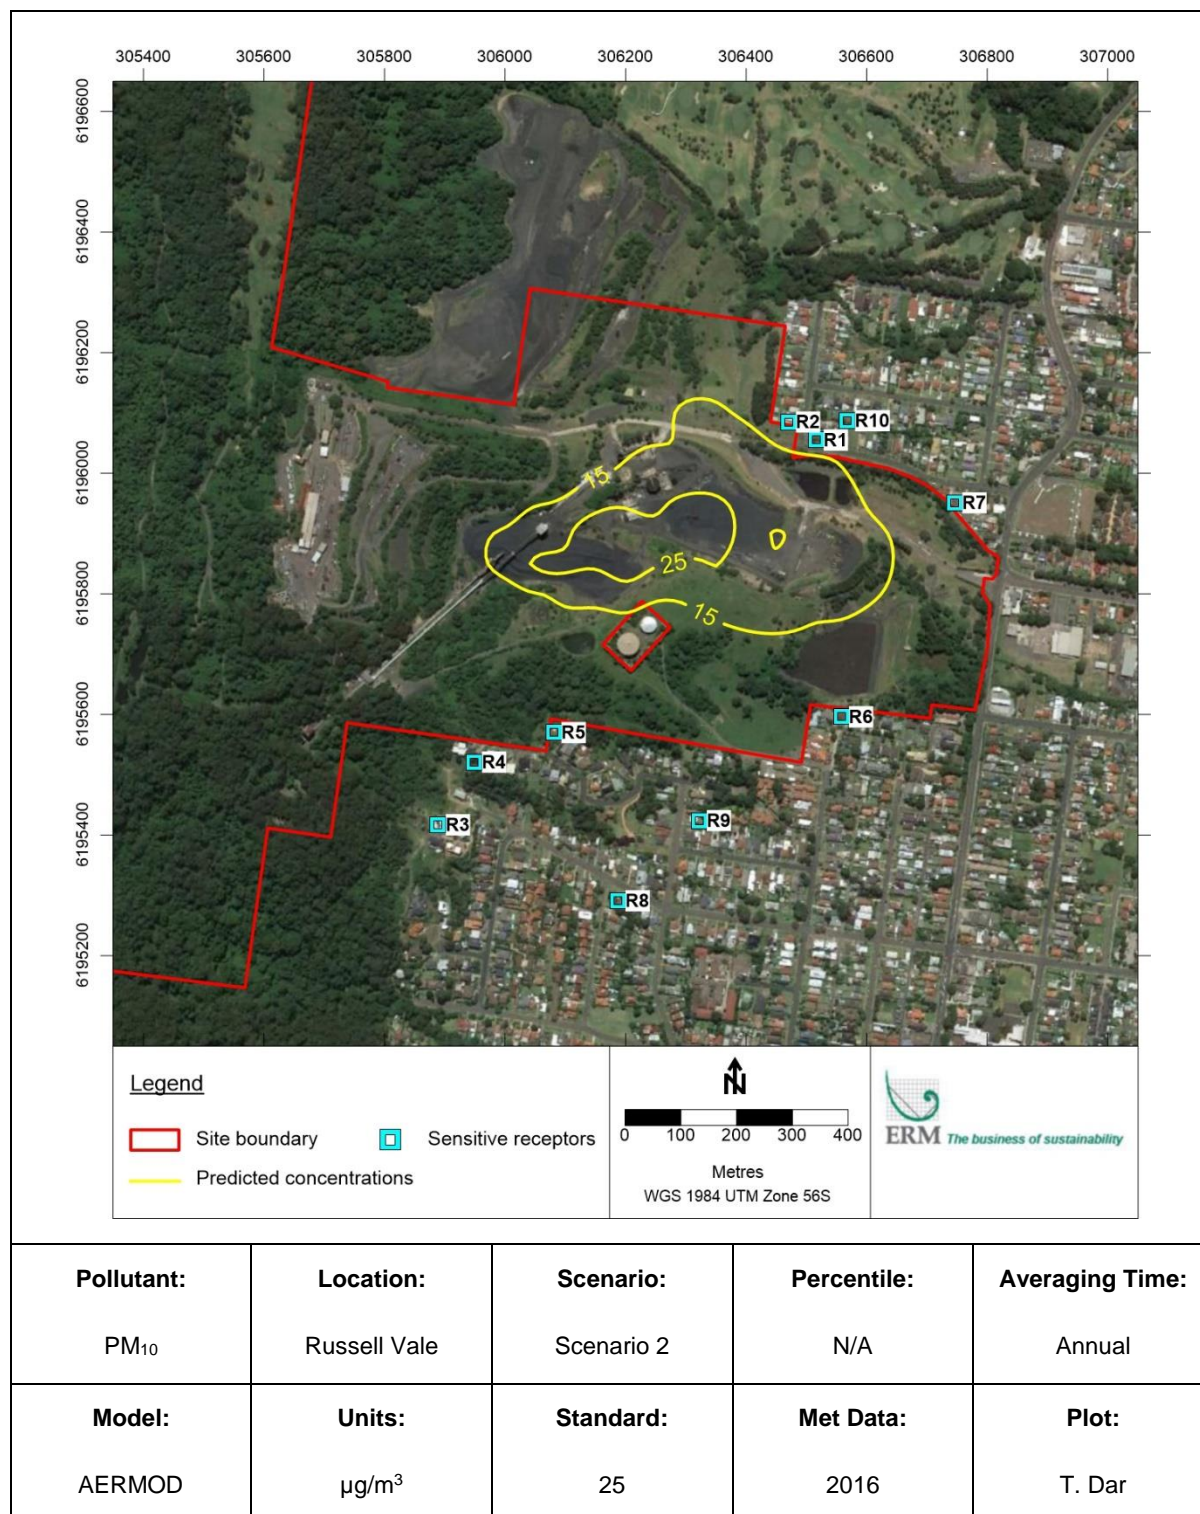 305400 305600 305800 306000 306200 306400 306600 306800 307000
6196600
6196400
6196200
6196000
6195800
6195600
6195400
6195200
15
25
15
R2
R10
R1
R7
R6
R5
R4
R3
R9
R8
Legend
Site boundary
Sensitive receptors
Predicted concentrations
N
0 100 200 300 400
Metres
WGS 1984 UTM Zone 56S
ERM The business of sustainability
Pollutant: Location: Scenario: Percentile: Averaging Time:
PM₁₀ Russell Vale Scenario 2 N/A Annual
Model: Units: Standard: Met Data: Plot:
AERMOD µg/m³ 25 2016 T. Dar